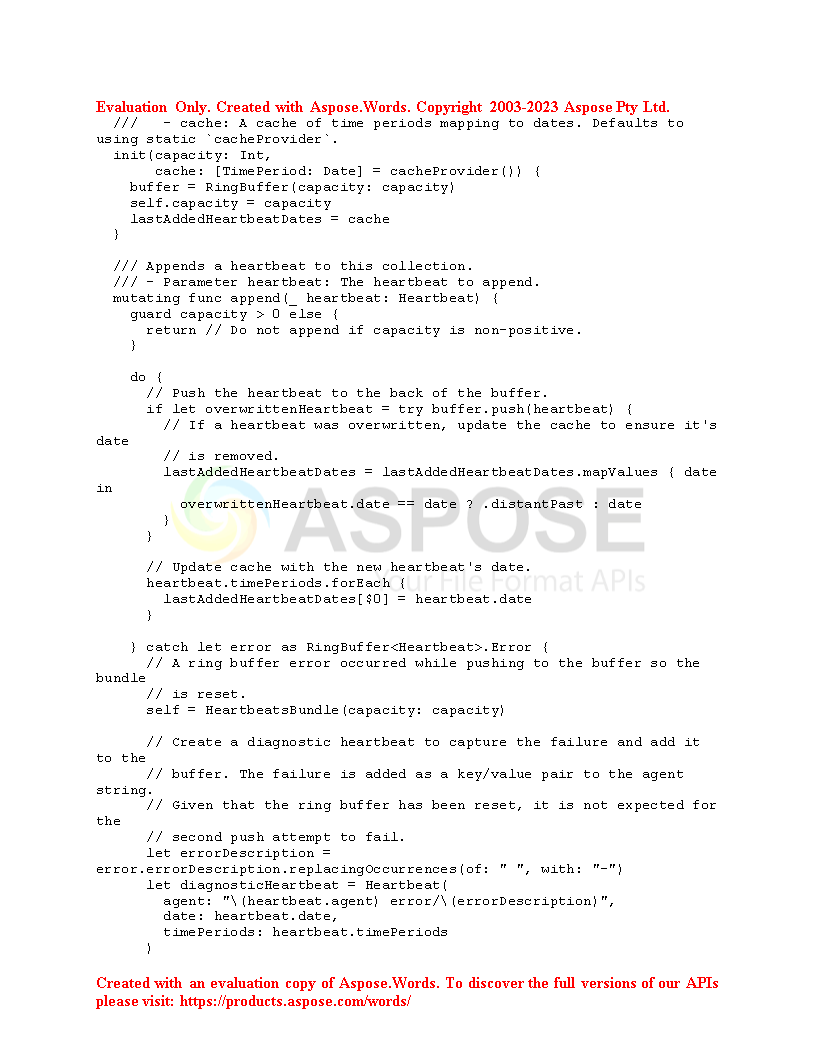 Evaluation Only. Created with Aspose.Words. Copyright 2003-2023 Aspose Pty Ltd.
  ///   - cache: A cache of time periods mapping to dates. Defaults to
using static `cacheProvider`.
  init(capacity: Int,
       cache: [TimePeriod: Date] = cacheProvider()) {
    buffer = RingBuffer(capacity: capacity)
    self.capacity = capacity
    lastAddedHeartbeatDates = cache
  }

  /// Appends a heartbeat to this collection.
  /// - Parameter heartbeat: The heartbeat to append.
  mutating func append(_ heartbeat: Heartbeat) {
    guard capacity > 0 else {
      return // Do not append if capacity is non-positive.
    }

    do {
      // Push the heartbeat to the back of the buffer.
      if let overwrittenHeartbeat = try buffer.push(heartbeat) {
        // If a heartbeat was overwritten, update the cache to ensure it's
date
        // is removed.
        lastAddedHeartbeatDates = lastAddedHeartbeatDates.mapValues { date
in
          overwrittenHeartbeat.date == date ? .distantPast : date
        }
      }
ASPOSE
Your File Format APIs

      // Update cache with the new heartbeat's date.
      heartbeat.timePeriods.forEach {
        lastAddedHeartbeatDates[$0] = heartbeat.date
      }

    } catch let error as RingBuffer<Heartbeat>.Error {
      // A ring buffer error occurred while pushing to the buffer so the
bundle
      // is reset.
      self = HeartbeatsBundle(capacity: capacity)

      // Create a diagnostic heartbeat to capture the failure and add it
to the
      // buffer. The failure is added as a key/value pair to the agent
string.
      // Given that the ring buffer has been reset, it is not expected for
the
      // second push attempt to fail.
      let errorDescription =
error.errorDescription.replacingOccurrences(of: " ", with: "-")
      let diagnosticHeartbeat = Heartbeat(
        agent: "\(heartbeat.agent) error/\(errorDescription)",
        date: heartbeat.date,
        timePeriods: heartbeat.timePeriods
      )

Created with an evaluation copy of Aspose.Words. To discover the full versions of our APIs
please visit: https://products.aspose.com/words/